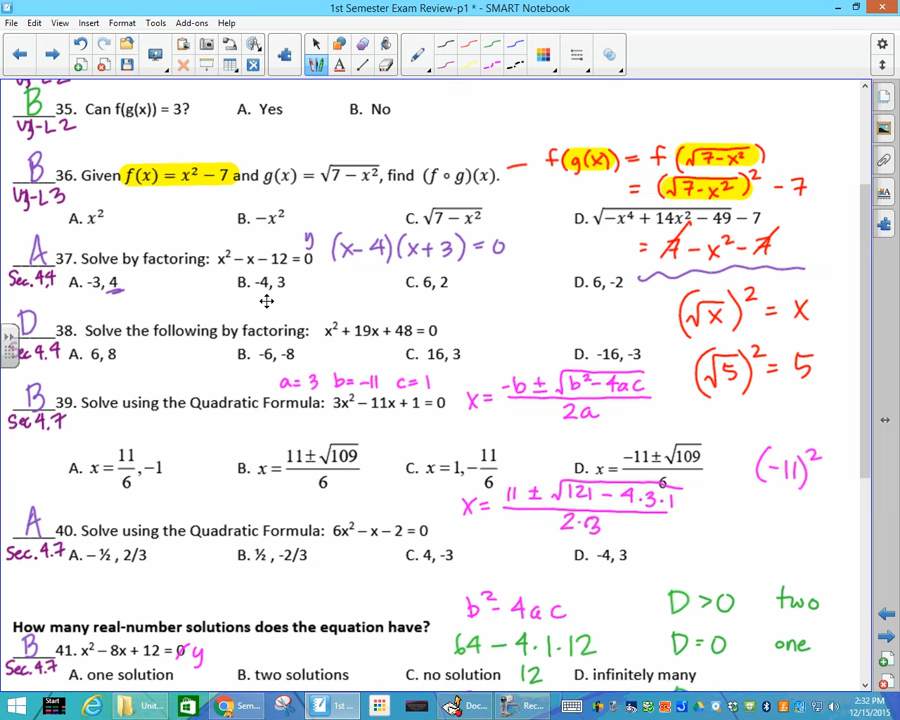 1st Semester Exam Review-p1 * - SMART Notebook
File Edit View Insert Format Tools Add-ons Help
B 35. Can f(g(x)) = 3? A. Yes B. No
Vg-L2
B 36. Given f(x) = x² − 7 and g(x) = √(7 − x²), find (f ∘ g)(x).
Vg-L3
f(g(x)) = f(√(7-x²))
= (√(7-x²))² - 7
A. x² B. −x² C. √(7 − x²) D. √(−x⁴ + 14x² − 49) − 7
= 7 - x² - 7
A 37. Solve by factoring: x² − x − 12 = 0 y (x-4)(x+3) = 0
Sec.4.4 A. -3, 4 B. -4, 3 C. 6, 2 D. 6, -2
(√x)² = x
D 38. Solve the following by factoring: x² + 19x + 48 = 0
Sec 4.4 A. 6, 8 B. -6, -8 C. 16, 3 D. -16, -3
(√5)² = 5
a=3 b=-11 c=1
B 39. Solve using the Quadratic Formula: 3x² − 11x + 1 = 0
Sec 4.7
x = (-b ± √(b²-4ac)) / 2a
A. x = 11/6, −1 B. x = (11 ± √109)/6 C. x = 1, −11/6 D. x = (−11 ± √109)/6
(-11)²
x = (11 ± √(121 - 4·3·1)) / 2·3
A 40. Solve using the Quadratic Formula: 6x² − x − 2 = 0
Sec.4.7 A. – ½ , 2/3 B. ½ , -2/3 C. 4, -3 D. -4, 3
b² - 4ac D > 0 two
How many real-number solutions does the equation have?
64 - 4·1·12 D = 0 one
B 41. x² − 8x + 12 = 0 y
Sec.4.7 A. one solution B. two solutions C. no solution 12 D. infinitely many
Start Unit... Sem... 1st ... Doc... Rec...
2:32 PM
12/15/2015